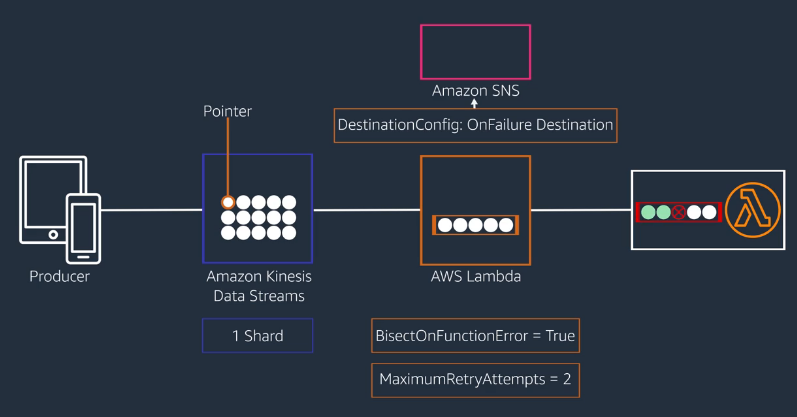 Amazon SNS
Pointer
DestinationConfig: OnFailure Destination
Producer
Amazon Kinesis
Data Streams
AWS Lambda
1 Shard
BisectOnFunctionError = True
MaximumRetryAttempts = 2